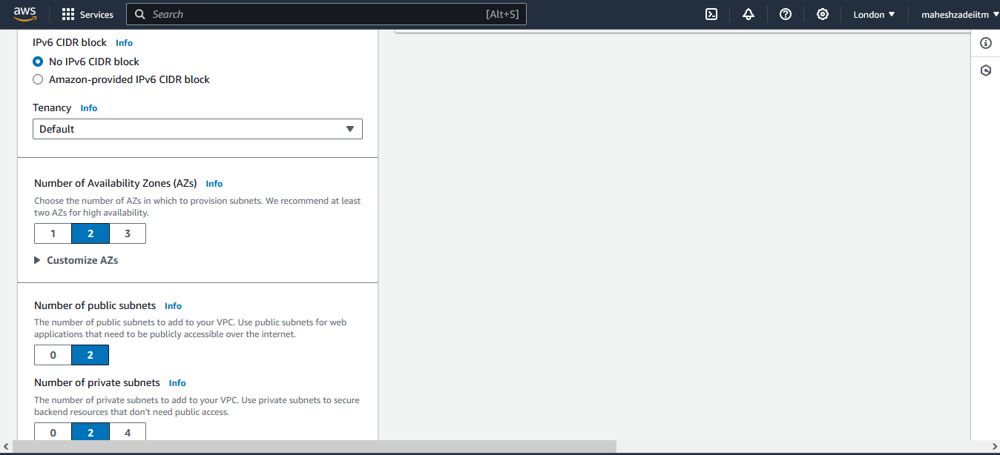 aws
Services
Search
[Alt+S]
London
maheshzadeiitm
IPv6 CIDR block Info
No IPv6 CIDR block
Amazon-provided IPv6 CIDR block
Tenancy Info
Default
Number of Availability Zones (AZs) Info
Choose the number of AZs in which to provision subnets. We recommend at least
two AZs for high availability.
1 2 3
Customize AZs
Number of public subnets Info
The number of public subnets to add to your VPC. Use public subnets for web
applications that need to be publicly accessible over the internet.
0 2
Number of private subnets Info
The number of private subnets to add to your VPC. Use private subnets to secure
backend resources that don't need public access.
0 2 4